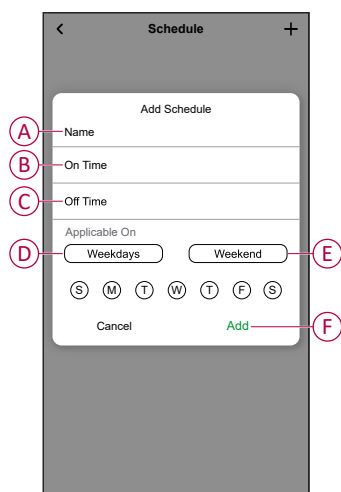 Schedule
Add Schedule
A Name
B On Time
C Off Time
Applicable On
D Weekdays Weekend E
S M T W T F S
Cancel Add F